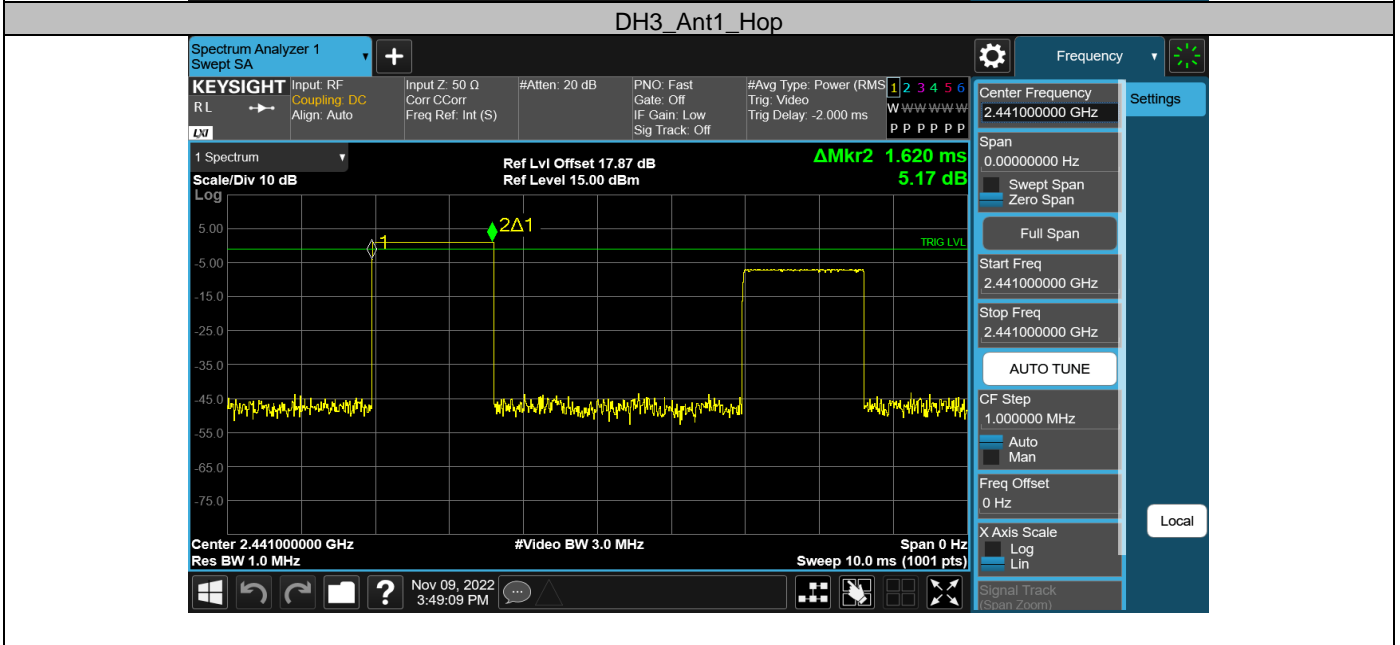 DH3_Ant1_Hop
Spectrum Analyzer 1
Swept SA
Frequency
KEYSIGHT
R L
LXI
Input: RF
Coupling: DC
Align: Auto
Input Z: 50 Ω
Corr CCorr
Freq Ref: Int (S)
#Atten: 20 dB
PNO: Fast
Gate: Off
IF Gain: Low
Sig Track: Off
#Avg Type: Power (RMS
Trig: Video
Trig Delay: -2.000 ms
1 2 3 4 5 6
W W W W W W
P P P P P P
1 Spectrum
Scale/Div 10 dB
Log
Ref Lvl Offset 17.87 dB
Ref Level 15.00 dBm
ΔMkr2 1.620 ms
5.17 dB
5.00
-5.00
-15.0
-25.0
-35.0
-45.0
-55.0
-65.0
-75.0
1
2Δ1
TRIG LVL
Center 2.441000000 GHz
Res BW 1.0 MHz
#Video BW 3.0 MHz
Span 0 Hz
Sweep 10.0 ms (1001 pts)
Center Frequency
2.441000000 GHz
Settings
Span
0.00000000 Hz
Swept Span
Zero Span
Full Span
Start Freq
2.441000000 GHz
Stop Freq
2.441000000 GHz
AUTO TUNE
CF Step
1.000000 MHz
Auto
Man
Freq Offset
0 Hz
X Axis Scale
Log
Lin
Signal Track
(Span Zoom)
Local
?
Nov 09, 2022
3:49:09 PM